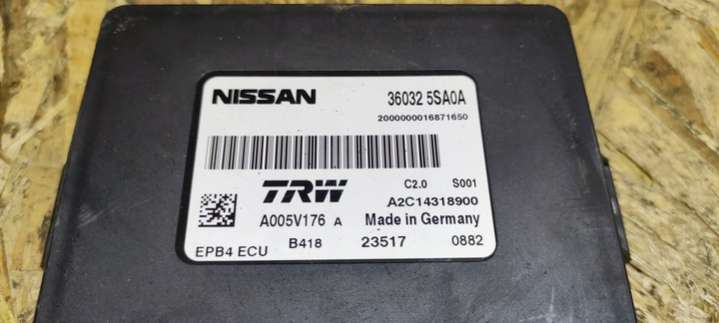 NISSAN 36032 5SA0A
2000000016871650
TRW C2.0 S001
A2C14318900
A005V176 A Made in Germany
EPB4 ECU B418 23517 0882